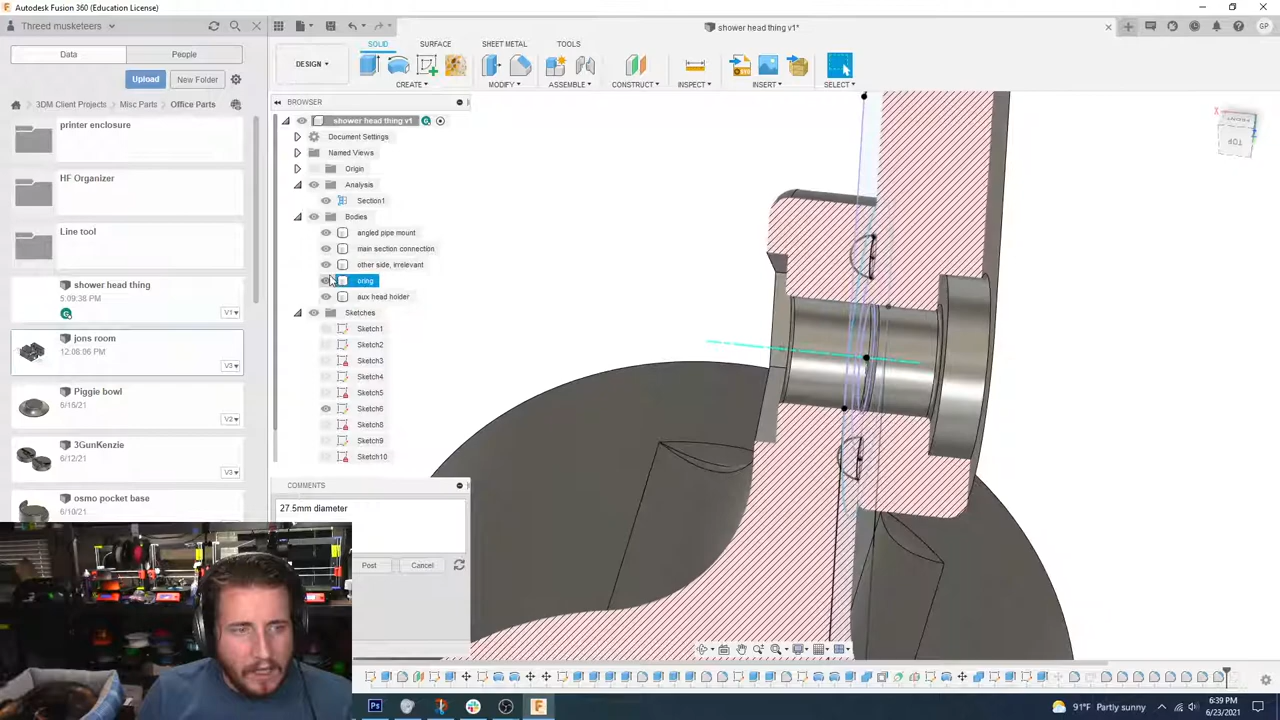 Autodesk Fusion 360 (Education License)
Threed musketeers
shower head thing v1*
GP
Data
People
Upload
New Folder
3DM Client Projects
Misc Parts
Office Parts
printer enclosure
HF Organizer
Line tool
shower head thing
5:09:38 PM
G
V1
jons room
12:08:06 PM
V3
Piggie bowl
6/16/21
V2
3GunKenzie
6/12/21
V3
osmo pocket base
6/10/21
DESIGN
SOLID
SURFACE
SHEET METAL
TOOLS
CREATE
MODIFY
ASSEMBLE
CONSTRUCT
INSPECT
INSERT
SELECT
BROWSER
shower head thing v1
G
Document Settings
Named Views
Origin
Analysis
Section1
Bodies
angled pipe mount
main section connection
other side, irrelevant
oring
aux head holder
Sketches
Sketch1
Sketch2
Sketch3
Sketch4
Sketch5
Sketch6
Sketch8
Sketch9
Sketch10
COMMENTS
27.5mm diameter
Post
Cancel
X
TOP
91°F Partly sunny
6:39 PM
6/23/2021